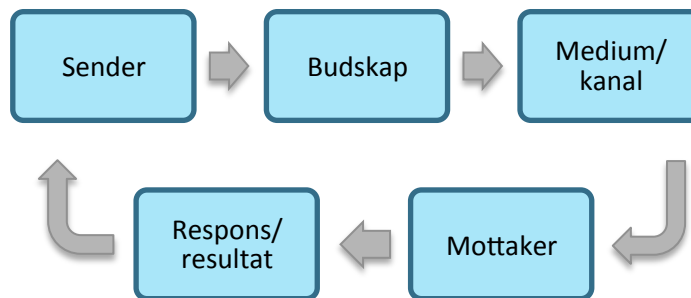 Sender
Budskap
Medium/
kanal
Mottaker
Respons/
resultat